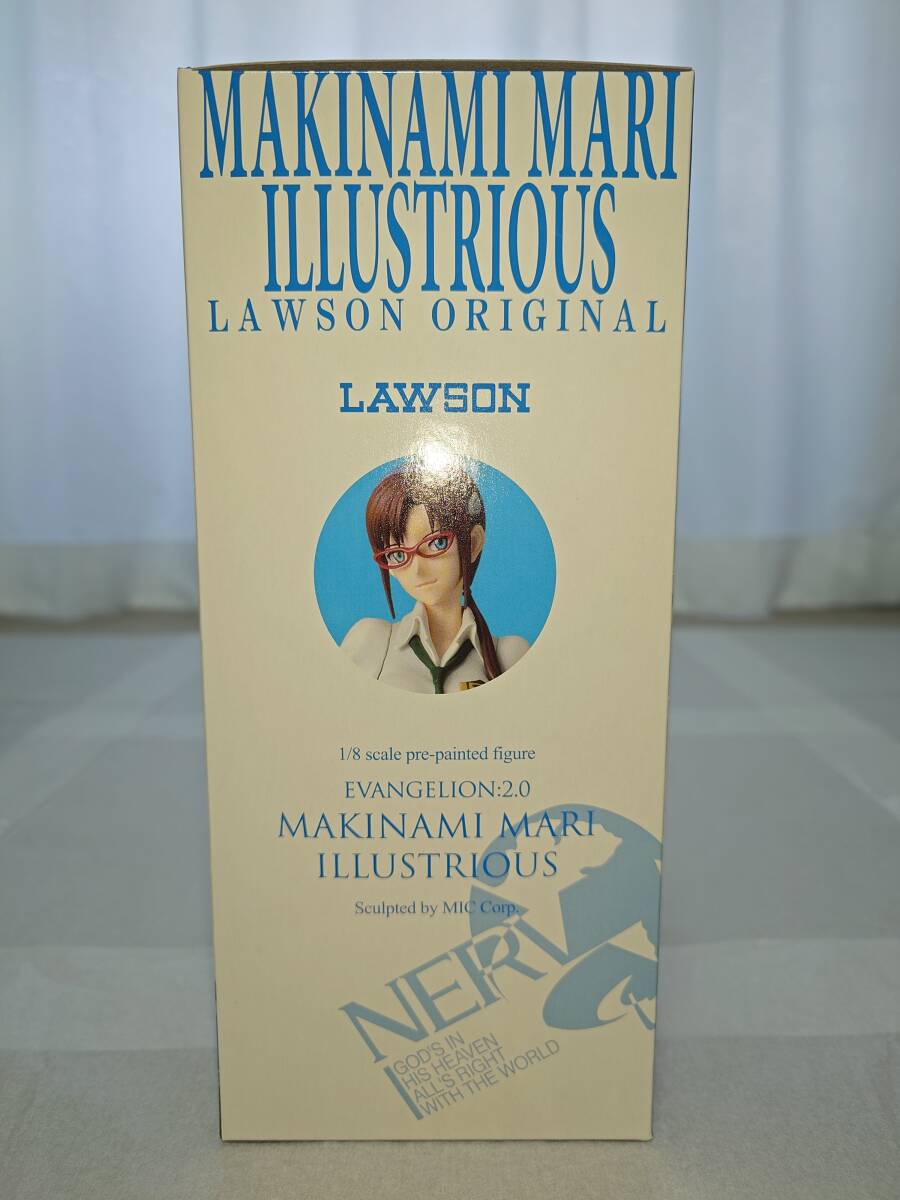 MAKINAMI MARI
ILLUSTRIOUS
LAWSON ORIGINAL
LAWSON
1/8 scale pre-painted figure
EVANGELION:2.0
MAKINAMI MARI
ILLUSTRIOUS
Sculpted by MIC Corp.
NERV
GOD'S IN
HIS HEAVEN
ALL'S RIGHT
WITH THE WORLD